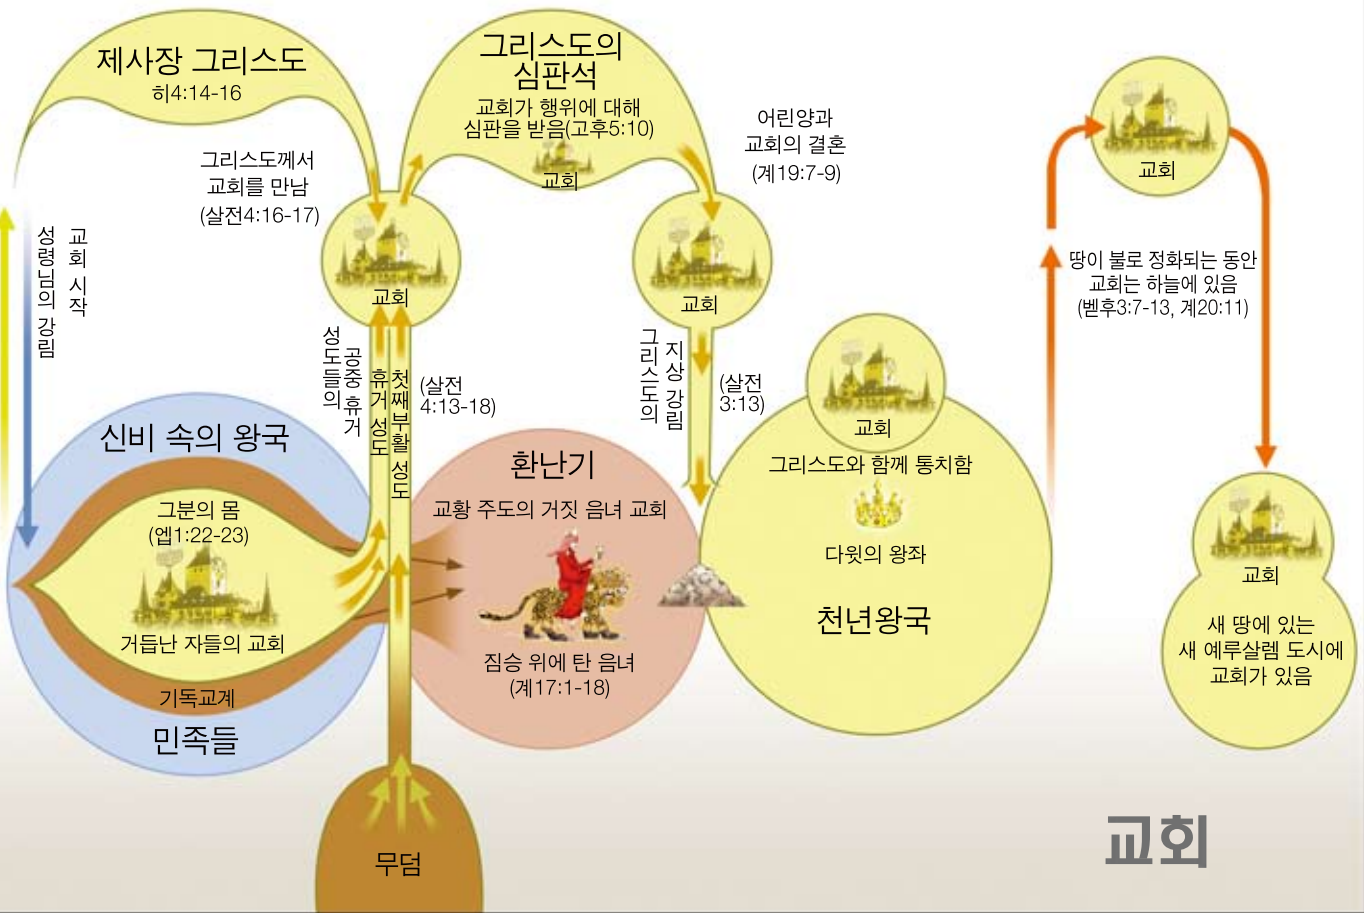 제사장 그리스도
히4:14-16
그리스도께서
교회를 만남
(살전4:16-17)
교회 시작
성령님의 강림
그리스도의
심판석
교회가 행위에 대해
심판을 받음(고후5:10)
교회
어린양과
교회의 결혼
(계19:7-9)
교회
교회
성도들의
공중 휴거
휴거 성도
첫째부활 성도
(살전
4:13-18)
그리스도의
지상 강림
(살전
3:13)
신비 속의 왕국
그분의 몸
(엡1:22-23)
거듭난 자들의 교회
기독교계
민족들
무덤
환난기
교황 주도의 거짓 음녀 교회
짐승 위에 탄 음녀
(계17:1-18)
교회
그리스도와 함께 통치함
다윗의 왕좌
천년왕국
교회
땅이 불로 정화되는 동안
교회는 하늘에 있음
(벧후3:7-13, 계20:11)
교회
새 땅에 있는
새 예루살렘 도시에
교회가 있음
교회